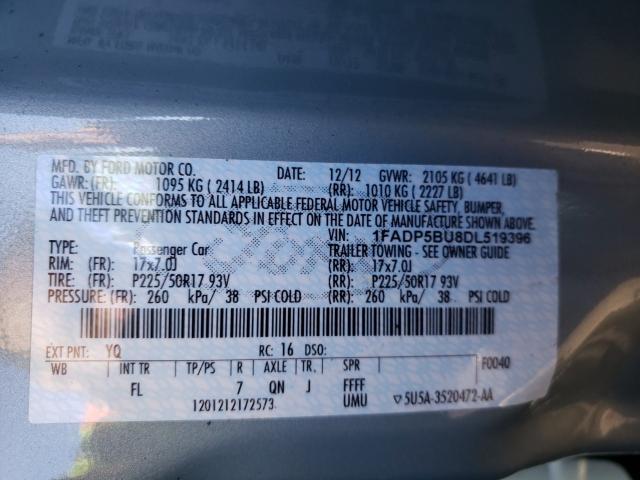 MFD. BY FORD MOTOR CO. DATE: 12/12 GVWR: 2105 KG ( 4641 LB)
GAWR: (FR): 1095 KG ( 2414 LB) (RR): 1010 KG ( 2227 LB)
THIS VEHICLE CONFORMS TO ALL APPLICABLE FEDERAL MOTOR VEHICLE SAFETY, BUMPER,
AND THEFT PREVENTION STANDARDS IN EFFECT ON THE DATE OF MANUFACTURE SHOWN ABOVE.
VIN: 1FADP5BU8DL519396
TYPE: Passenger Car TRAILER TOWING - SEE OWNER GUIDE
RIM: (FR): 17x7.0J (RR): 17x7.0J
TIRE: (FR): P225/50R17 93V (RR): P225/50R17 93V
PRESSURE: (FR): 260 kPa/ 38 PSI COLD (RR): 260 kPa/ 38 PSI COLD
EXT PNT: YQ RC: 16 DSO: F0040
WB INT TR TP/PS R AXLE TR. SPR
FL 7 QN J FFFF
1201212172573 UMU ▽5U5A-3520472-AA